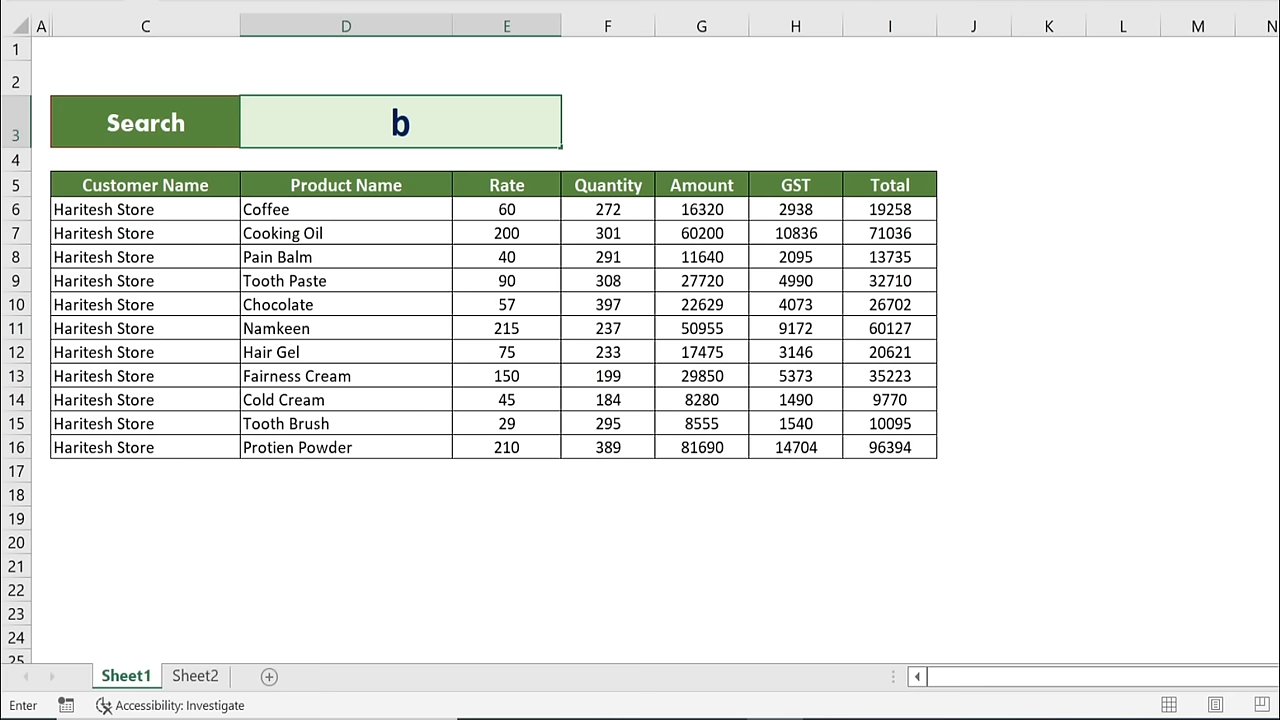 A C D E F G H I J K L M N
1
2
3 Search b
4
5 Customer Name Product Name Rate Quantity Amount GST Total
6 Haritesh Store Coffee 60 272 16320 2938 19258
7 Haritesh Store Cooking Oil 200 301 60200 10836 71036
8 Haritesh Store Pain Balm 40 291 11640 2095 13735
9 Haritesh Store Tooth Paste 90 308 27720 4990 32710
10 Haritesh Store Chocolate 57 397 22629 4073 26702
11 Haritesh Store Namkeen 215 237 50955 9172 60127
12 Haritesh Store Hair Gel 75 233 17475 3146 20621
13 Haritesh Store Fairness Cream 150 199 29850 5373 35223
14 Haritesh Store Cold Cream 45 184 8280 1490 9770
15 Haritesh Store Tooth Brush 29 295 8555 1540 10095
16 Haritesh Store Protien Powder 210 389 81690 14704 96394
17
18
19
20
21
22
23
24
25
Sheet1 Sheet2
Enter Accessibility: Investigate